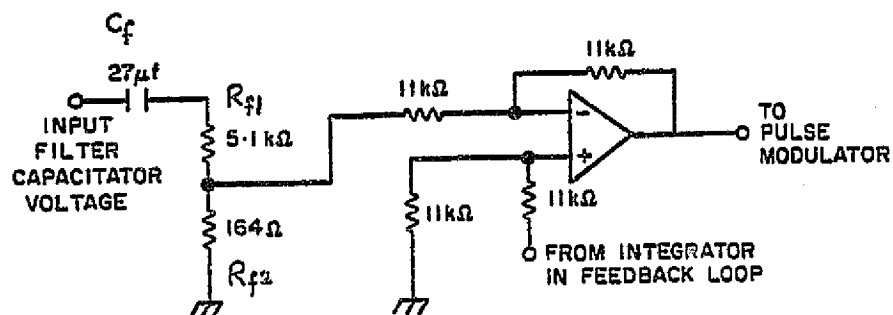 Cf
27μf
INPUT
FILTER
CAPACITATOR
VOLTAGE
Rf1
5.1kΩ
164Ω
Rf2
11kΩ
11kΩ
-
+
11kΩ
11kΩ
TO
PULSE
MODULATOR
FROM INTEGRATOR
IN FEEDBACK LOOP